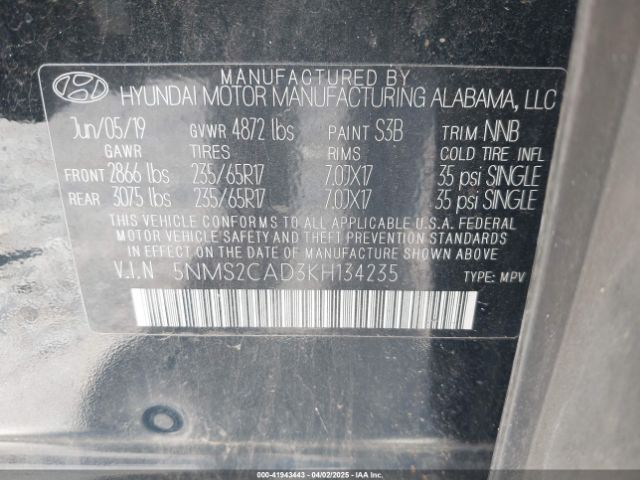 MANUFACTURED BY
HYUNDAI MOTOR MANUFACTURING ALABAMA, LLC
Jun/05/19 GVWR 4872 lbs PAINT S3B TRIM NNB
GAWR TIRES RIMS COLD TIRE INFL
FRONT 2866 lbs 235/65R17 7.0JX17 35 psi SINGLE
REAR 3075 lbs 235/65R17 7.0JX17 35 psi SINGLE
THIS VEHICLE CONFORMS TO ALL APPLICABLE U.S.A. FEDERAL
MOTOR VEHICLE SAFETY AND THEFT PREVENTION STANDARDS
IN EFFECT ON THE DATE OF MANUFACTURE SHOWN ABOVE
V.I.N 5NMS2CAD3KH134235 TYPE: MPV
000-41943443 - 04/02/2025 - IAAI.COM